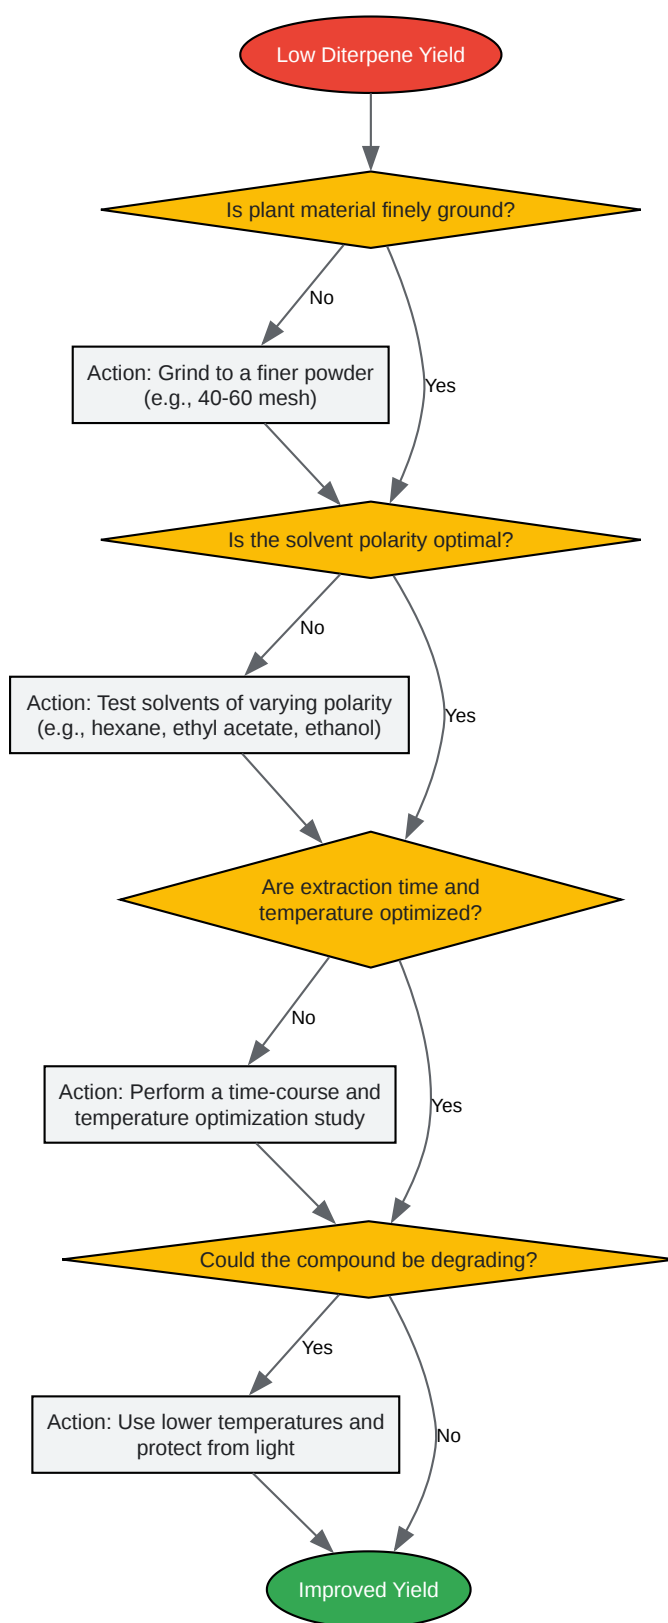 Low Diterpene Yield
Is plant material finely ground?
No
Action: Grind to a finer powder
(e.g., 40-60 mesh)
Yes
Is the solvent polarity optimal?
No
Action: Test solvents of varying polarity
(e.g., hexane, ethyl acetate, ethanol)
Yes
Are extraction time and
temperature optimized?
No
Action: Perform a time-course and
temperature optimization study
Yes
Could the compound be degrading?
Yes
Action: Use lower temperatures and
protect from light
No
Improved Yield